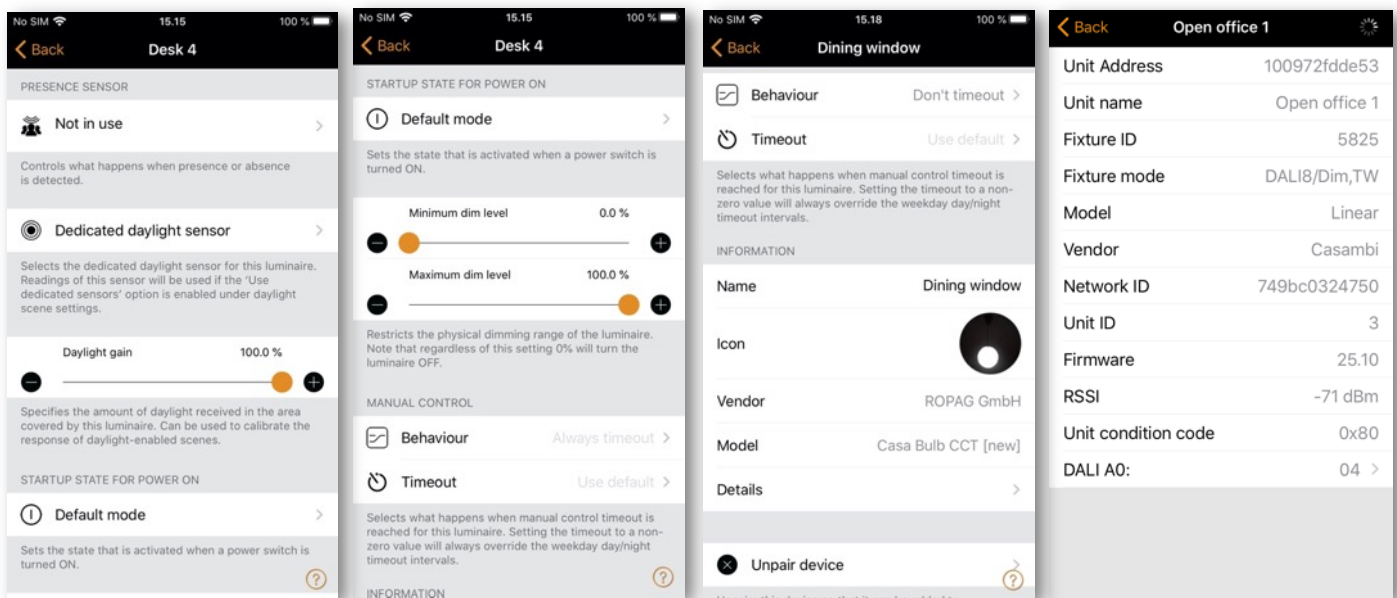 No SIM 15.15 100 %
Back Desk 4
PRESENCE SENSOR
Not in use
Controls what happens when presence or absence
is detected.
Dedicated daylight sensor
Selects the dedicated daylight sensor for this luminaire.
Readings of this sensor will be used if the 'Use
dedicated sensors' option is enabled under daylight
scene settings.
Daylight gain 100.0 %
Specifies the amount of daylight received in the area
covered by this luminaire. Can be used to calibrate the
response of daylight-enabled scenes.
STARTUP STATE FOR POWER ON
Default mode
Sets the state that is activated when a power switch is
turned ON.
?
No SIM 15.15 100 %
Back Desk 4
STARTUP STATE FOR POWER ON
Default mode
Sets the state that is activated when a power switch is
turned ON.
Minimum dim level 0.0 %
Maximum dim level 100.0 %
Restricts the physical dimming range of the luminaire.
Note that regardless of this setting 0% will turn the
luminaire OFF.
MANUAL CONTROL
Behaviour Always timeout
Timeout Use default
Selects what happens when manual control timeout is
reached for this luminaire. Setting the timeout to a non-
zero value will always override the weekday day/night
timeout intervals.
?
INFORMATION
No SIM 15.18 100 %
Back Dining window
Behaviour Don't timeout
Timeout Use default
Selects what happens when manual control timeout is
reached for this luminaire. Setting the timeout to a non-
zero value will always override the weekday day/night
timeout intervals.
INFORMATION
Name Dining window
Icon
Vendor ROPAG GmbH
Model Casa Bulb CCT [new]
Details
Unpair device
?
Back Open office 1
Unit Address 100972fdde53
Unit name Open office 1
Fixture ID 5825
Fixture mode DALI8/Dim,TW
Model Linear
Vendor Casambi
Network ID 749bc0324750
Unit ID 3
Firmware 25.10
RSSI -71 dBm
Unit condition code 0x80
DALI A0: 04